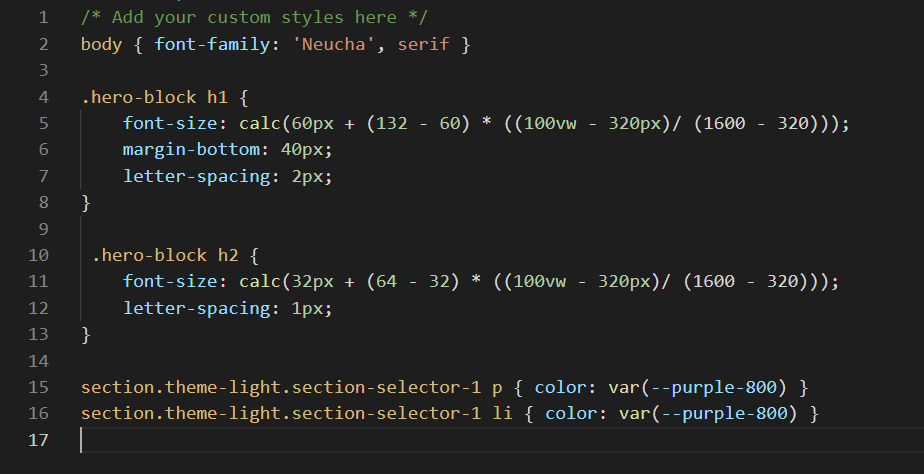 1 /* Add your custom styles here */
2 body { font-family: 'Neucha', serif }
3
4 .hero-block h1 {
5     font-size: calc(60px + (132 - 60) * ((100vw - 320px)/ (1600 - 320)));
6     margin-bottom: 40px;
7     letter-spacing: 2px;
8 }
9
10  .hero-block h2 {
11     font-size: calc(32px + (64 - 32) * ((100vw - 320px)/ (1600 - 320)));
12     letter-spacing: 1px;
13 }
14
15 section.theme-light.section-selector-1 p { color: var(--purple-800) }
16 section.theme-light.section-selector-1 li { color: var(--purple-800) }
17